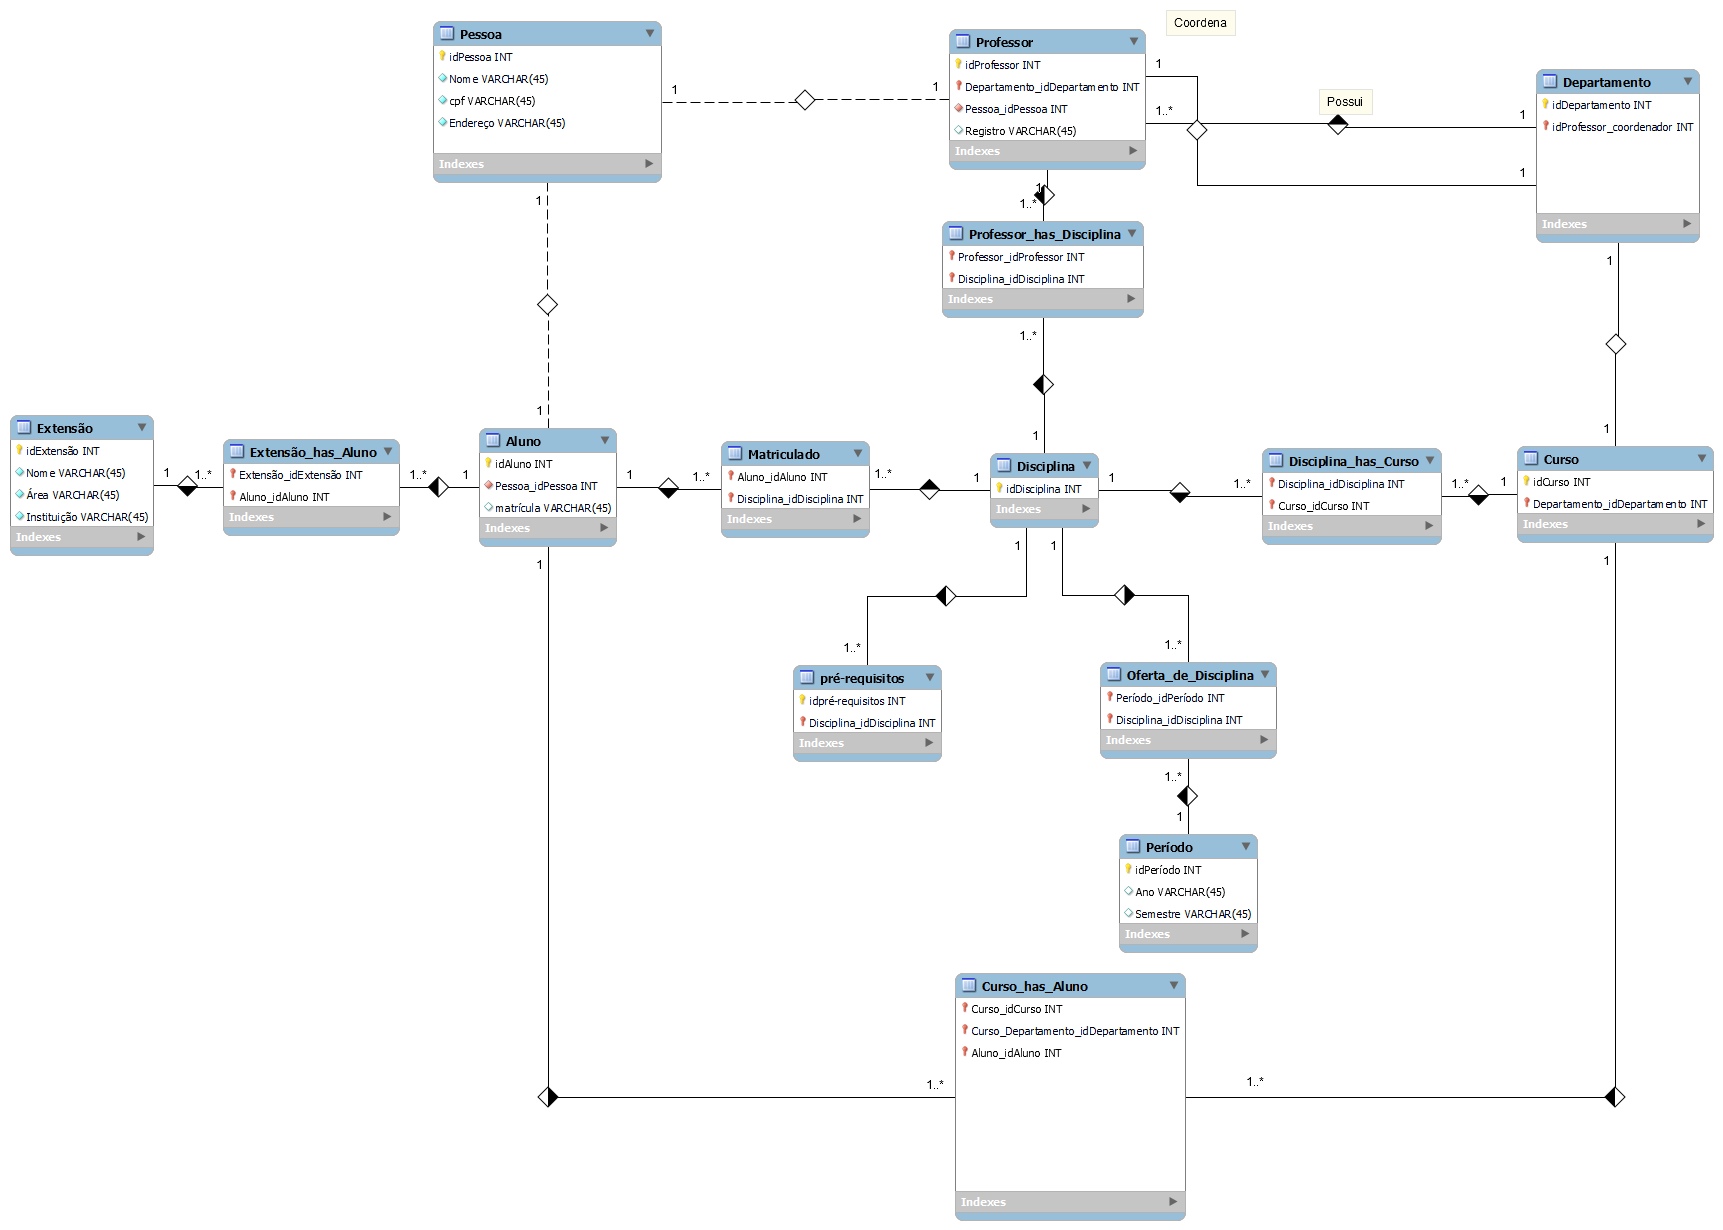 Coordena
Pessoa
idPessoa INT
Nome VARCHAR(45)
cpf VARCHAR(45)
Endereço VARCHAR(45)
Indexes
1
1
Professor
idProfessor INT
Departamento_idDepartamento INT
Pessoa_idPessoa INT
Registro VARCHAR(45)
Indexes
1
1..*
Possui
1
1
Departamento
idDepartamento INT
idProfessor_coordenador INT
Indexes
1
1..*
Professor_has_Disciplina
Professor_idProfessor INT
Disciplina_idDisciplina INT
Indexes
1
1
1..*
1
1
1
Extensão
idExtensão INT
Nome VARCHAR(45)
Área VARCHAR(45)
Instituição VARCHAR(45)
Indexes
1
1..*
Extensão_has_Aluno
Extensão_idExtensão INT
Aluno_idAluno INT
Indexes
1..*
1
Aluno
idAluno INT
Pessoa_idPessoa INT
matrícula VARCHAR(45)
Indexes
1
1..*
Matriculado
Aluno_idAluno INT
Disciplina_idDisciplina INT
Indexes
1..*
1
Disciplina
idDisciplina INT
Indexes
1
1..*
Disciplina_has_Curso
Disciplina_idDisciplina INT
Curso_idCurso INT
Indexes
1..*
1
Curso
idCurso INT
Departamento_idDepartamento INT
Indexes
1
1
1
1
1..*
1..*
pré-requisitos
idpré-requisitos INT
Disciplina_idDisciplina INT
Indexes
Oferta_de_Disciplina
Período_idPeríodo INT
Disciplina_idDisciplina INT
Indexes
1..*
1
Período
idPeríodo INT
Ano VARCHAR(45)
Semestre VARCHAR(45)
Indexes
Curso_has_Aluno
Curso_idCurso INT
Curso_Departamento_idDepartamento INT
Aluno_idAluno INT
Indexes
1..*
1..*